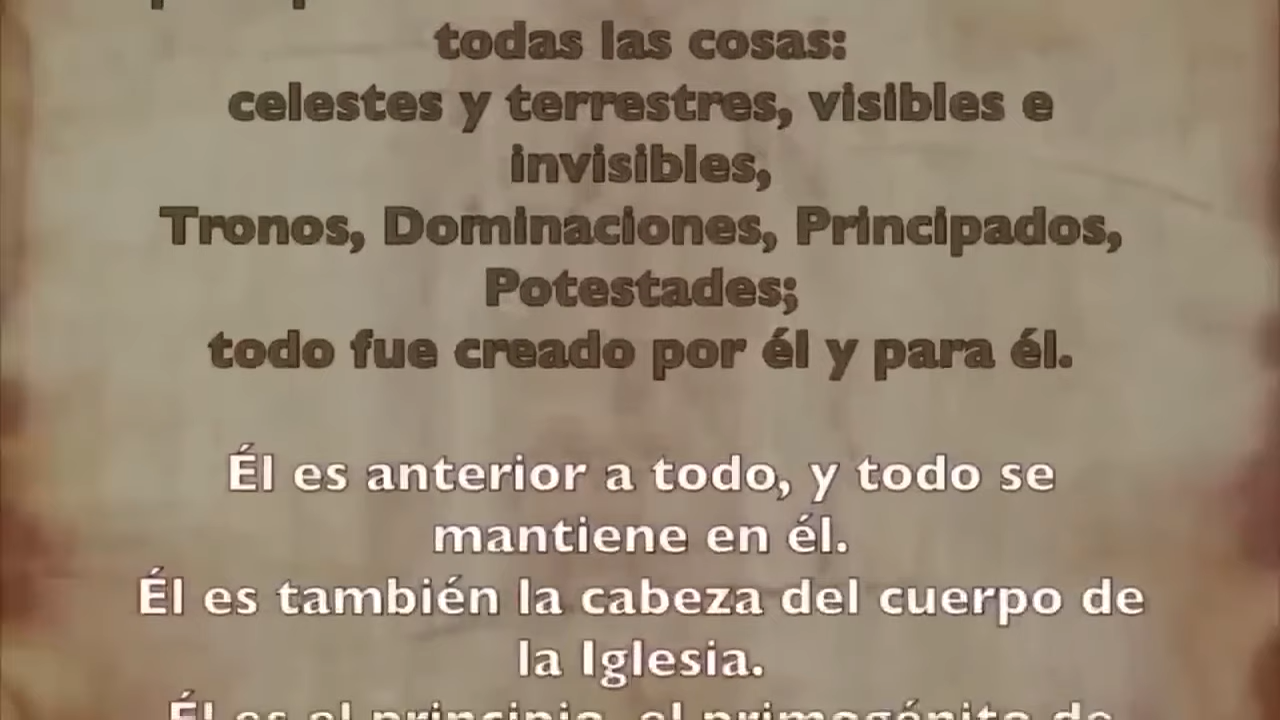 todas las cosas:
celestes y terrestres, visibles e
invisibles,
Tronos, Dominaciones, Principados,
Potestades;
todo fue creado por él y para él.
Él es anterior a todo, y todo se
mantiene en él.
Él es también la cabeza del cuerpo de
la Iglesia.
Él es el principio, el primogénito de